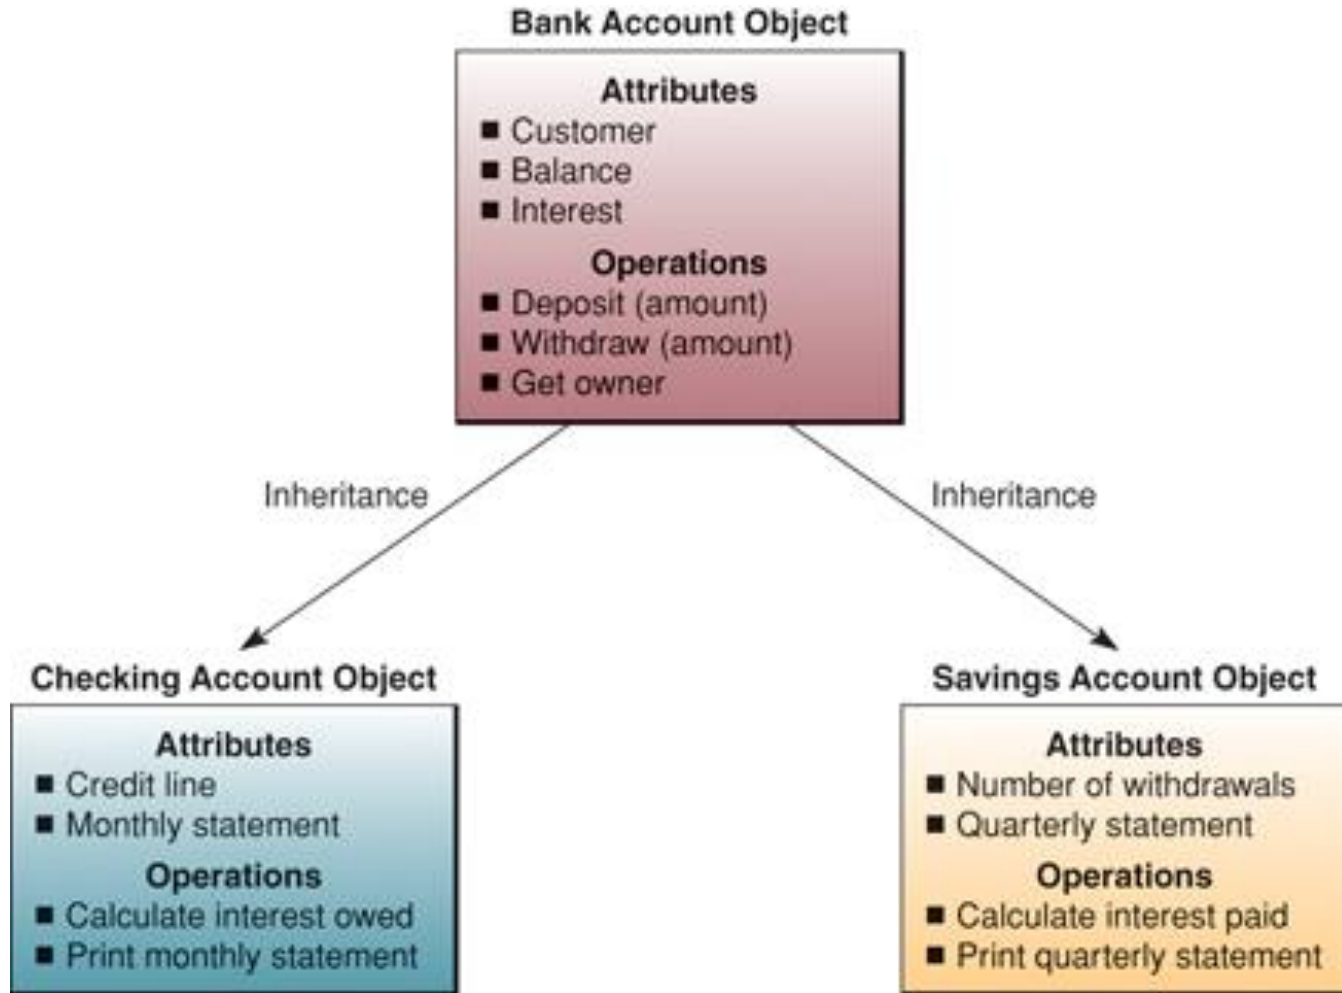 Bank Account Object
Attributes
■ Customer
■ Balance
■ Interest
Operations
■ Deposit (amount)
■ Withdraw (amount)
■ Get owner
Inheritance
Inheritance
Checking Account Object
Attributes
■ Credit line
■ Monthly statement
Operations
■ Calculate interest owed
■ Print monthly statement
Savings Account Object
Attributes
■ Number of withdrawals
■ Quarterly statement
Operations
■ Calculate interest paid
■ Print quarterly statement